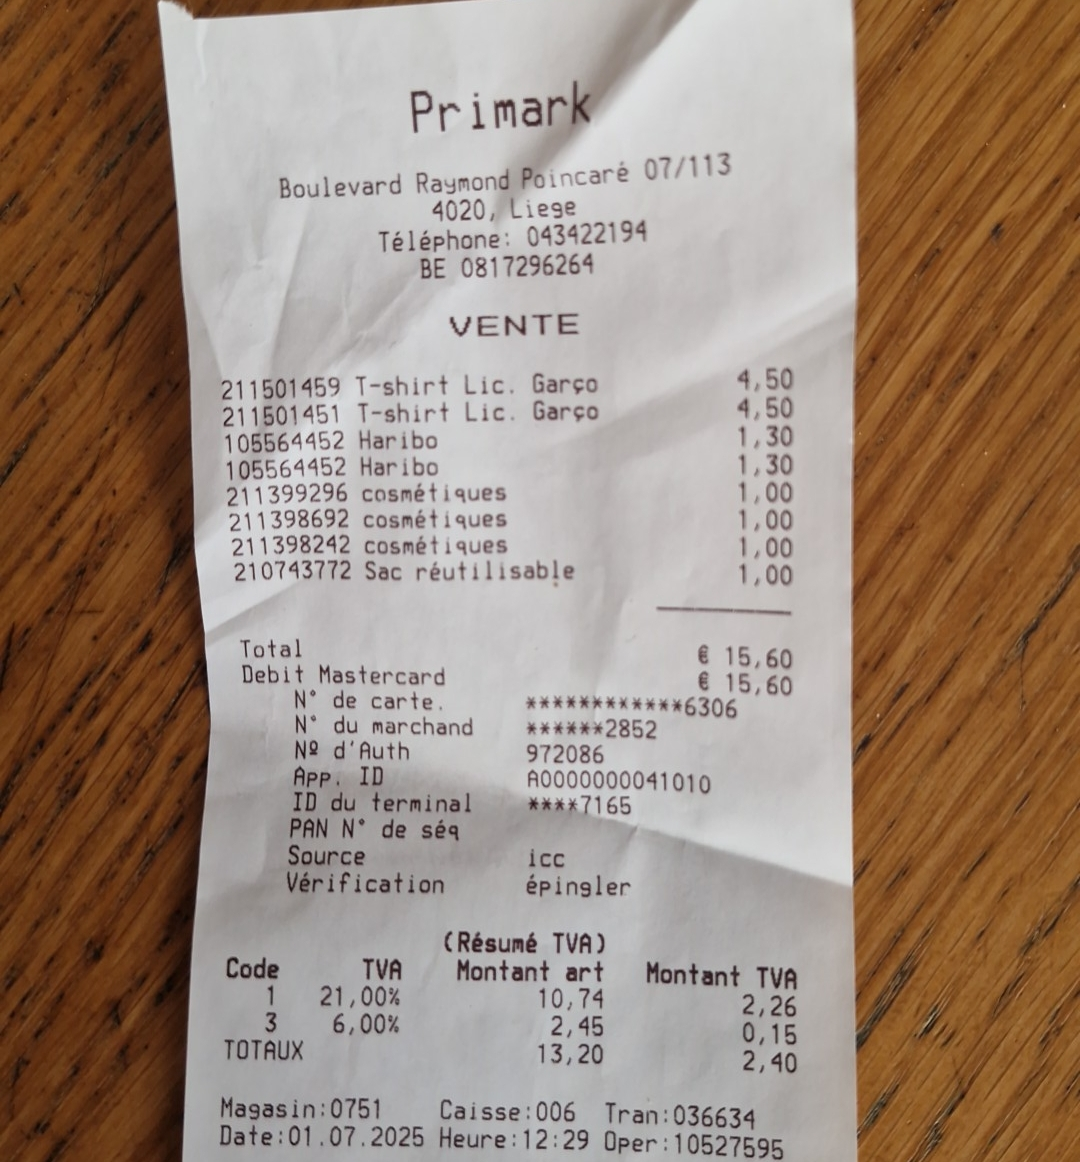 Primark
Boulevard Raymond Poincaré 07/113
4020, Liege
Téléphone: 043422194
BE 0817296264
VENTE
211501459 T-shirt Lic. Garço 4,50
211501451 T-shirt Lic. Garço 4,50
105564452 Haribo 1,30
105564452 Haribo 1,30
211399296 cosmétiques 1,00
211398692 cosmétiques 1,00
211398242 cosmétiques 1,00
210743772 Sac réutilisable 1,00
Total € 15,60
Debit Mastercard € 15,60
N° de carte. ************6306
N° du marchand ******2852
Nº d'Auth 972086
App. ID A0000000041010
ID du terminal ****7165
PAN N° de séq
Source icc
Vérification épingler
(Résumé TVA)
Code TVA Montant art Montant TVA
1 21,00% 10,74 2,26
3 6,00% 2,45 0,15
TOTAUX 13,20 2,40
Magasin:0751 Caisse:006 Tran:036634
Date:01.07.2025 Heure:12:29 Oper:10527595